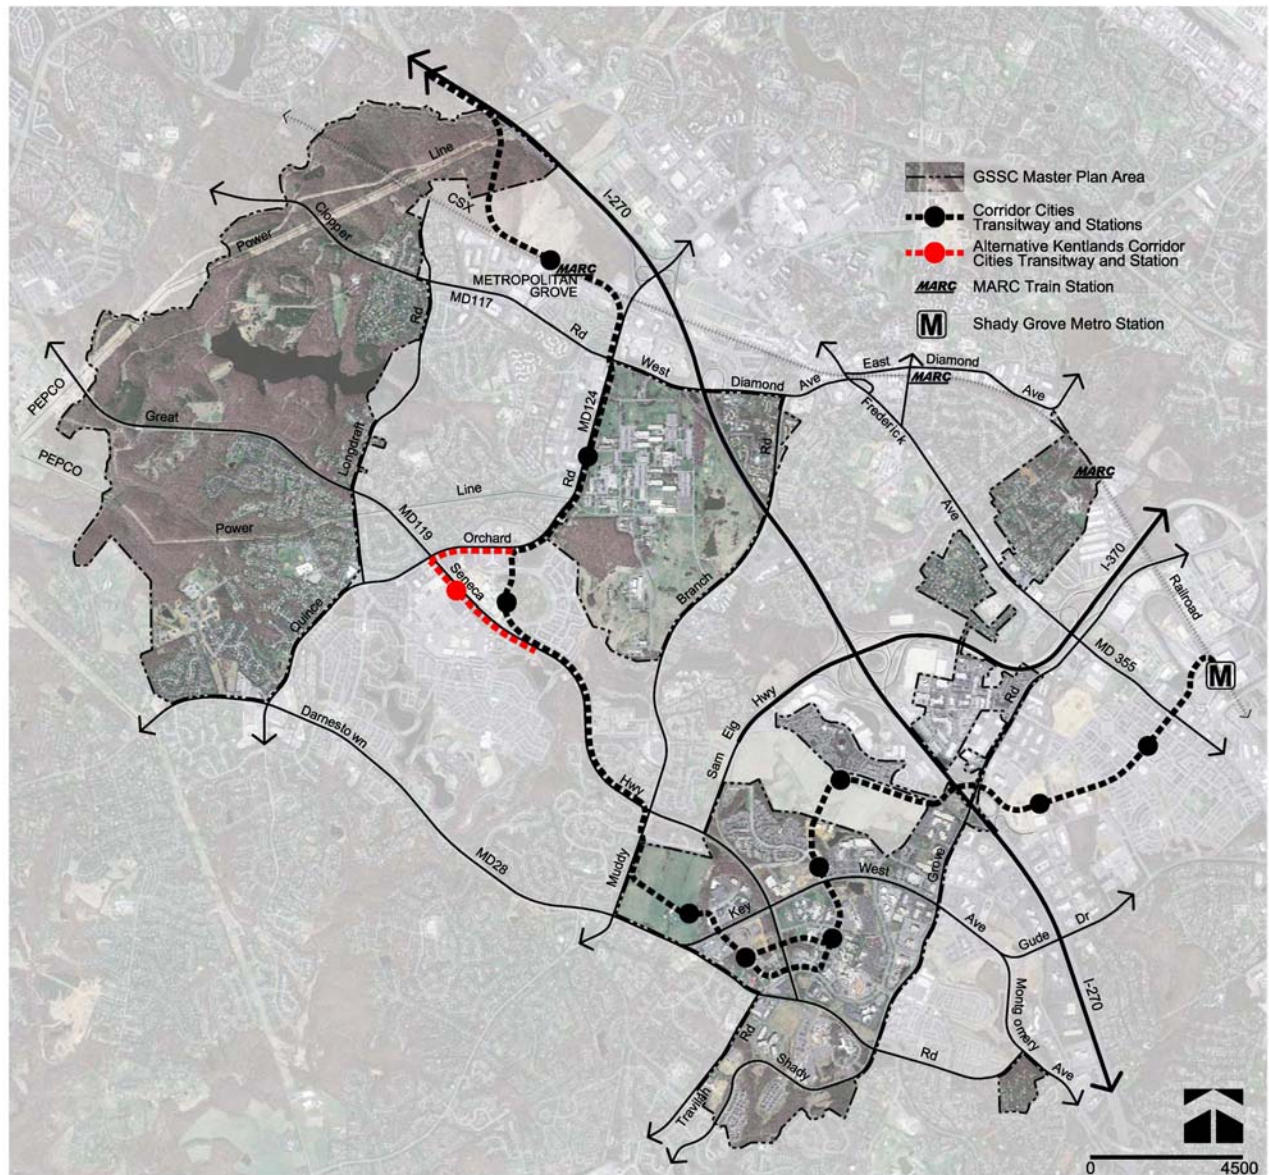 GSSC Master Plan Area
Corridor Cities
Transitway and Stations
Alternative Kentlands Corridor
Cities Transitway and Station
MARC
MARC Train Station
M
Shady Grove Metro Station
Line
I-270
CSX
Clopper
Power
MARC
METROPOLITAN
GROVE
MD117
Rd
Rd
West
Diamond
Ave
East
Diamond
Ave
MARC
PEPCO
Great
MD124
Frederick
Rd
Longdraft
PEPCO
Line
Rd
MARC
Ave
Power
MD119
Orchard
I-370
Seneca
Branch
Quince
Railroad
MD 355
M
Rd
Hwy
Eig
Sam
Darnestown
Hwy
MD28
Muddy
West
Grove
Key
Ave
Gude
Dr
I-270
Montgomery
Rd
Shady
Rd
Ave
Travilah
0
4500